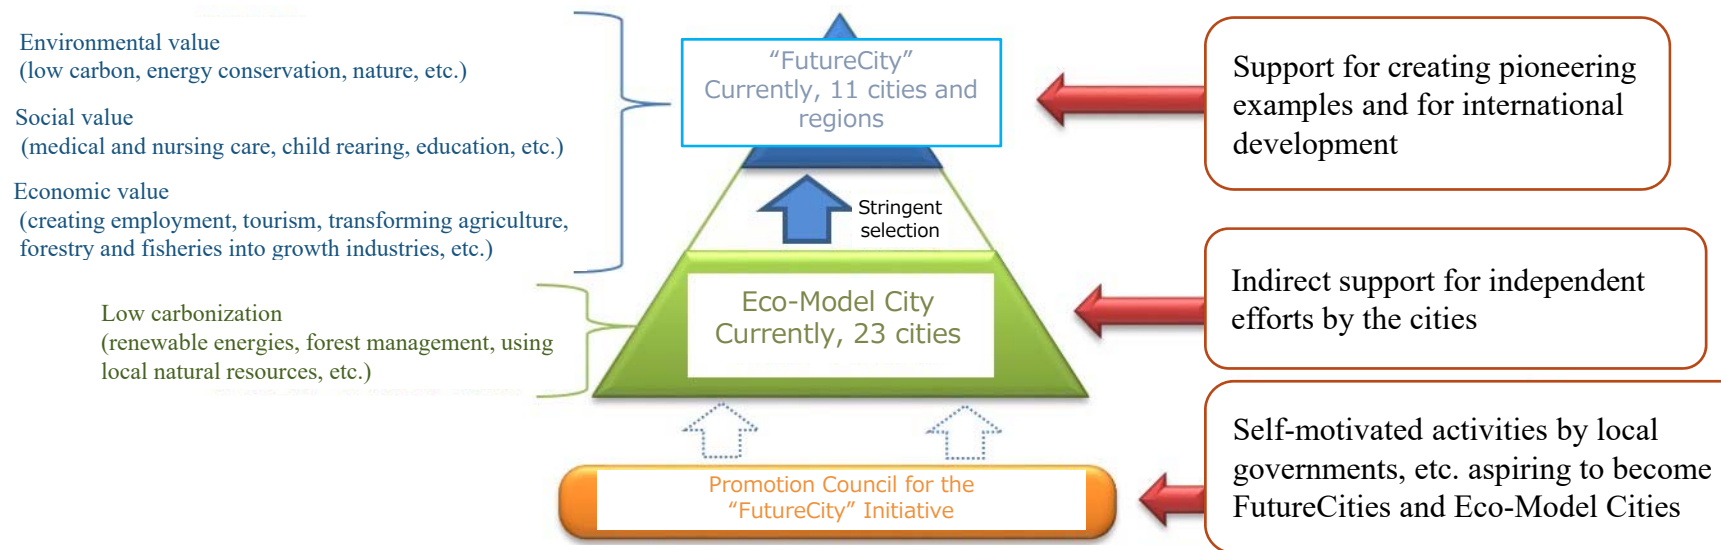 Environmental value
(low carbon, energy conservation, nature, etc.)
Social value
(medical and nursing care, child rearing, education, etc.)
Economic value
(creating employment, tourism, transforming agriculture,
forestry and fisheries into growth industries, etc.)
Low carbonization
(renewable energies, forest management, using
local natural resources, etc.)
“FutureCity”
Currently, 11 cities and
regions
Stringent
selection
Eco-Model City
Currently, 23 cities
Promotion Council for the
“FutureCity” Initiative
Support for creating pioneering
examples and for international
development
Indirect support for independent
efforts by the cities
Self-motivated activities by local
governments, etc. aspiring to become
FutureCities and Eco-Model Cities